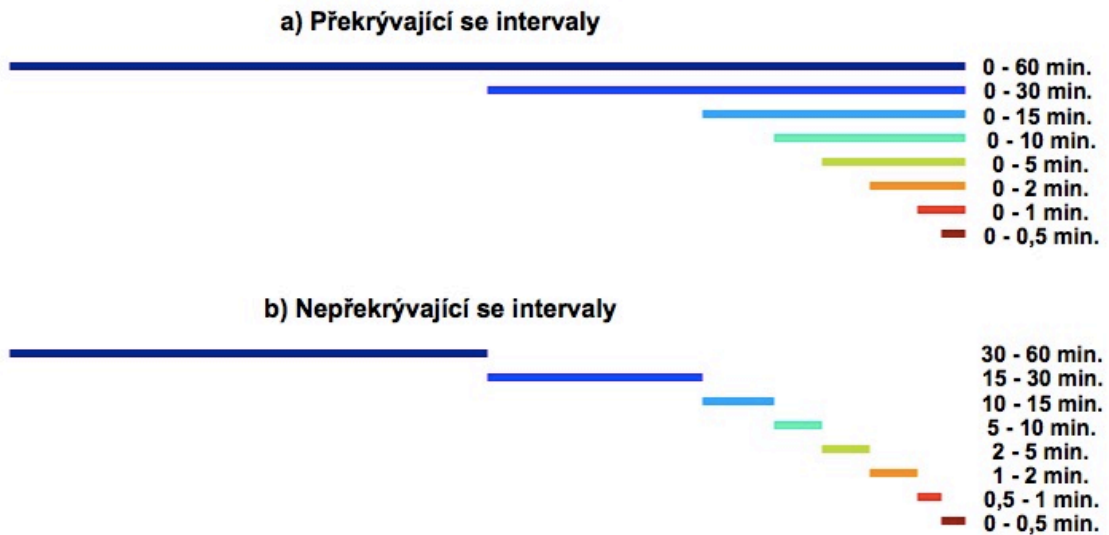 a) Překrývající se intervaly
0 - 60 min.
0 - 30 min.
0 - 15 min.
0 - 10 min.
0 - 5 min.
0 - 2 min.
0 - 1 min.
0 - 0,5 min.
b) Nepřekrývající se intervaly
30 - 60 min.
15 - 30 min.
10 - 15 min.
5 - 10 min.
2 - 5 min.
1 - 2 min.
0,5 - 1 min.
0 - 0,5 min.